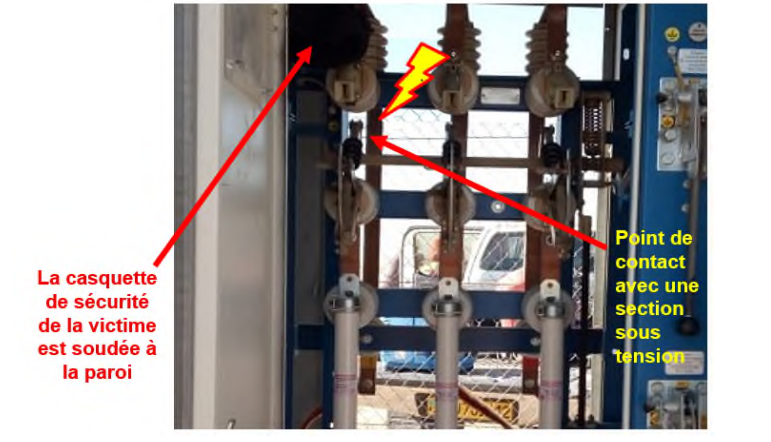 La casquette
de sécurité
de la victime
est soudée à
la paroi
Point de
contact
avec une
section
sous
tension